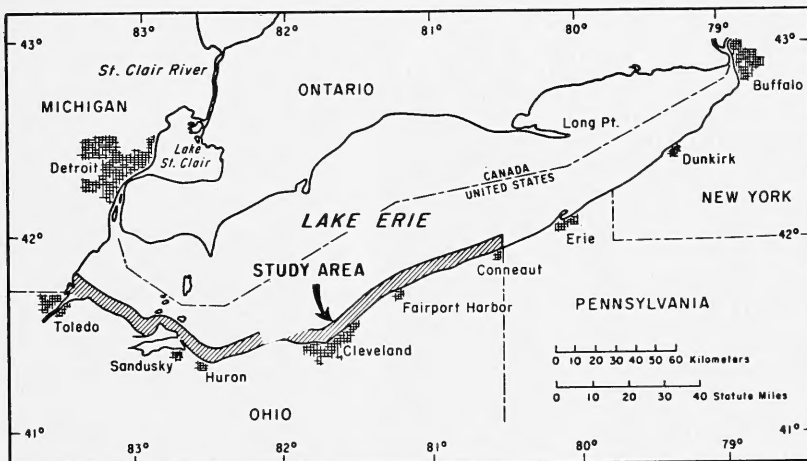 83° 82° 81° 80° 79°
43° 43°
St. Clair River
MICHIGAN
ONTARIO
Buffalo
Long Pt.
Lake
St. Clair
Detroit
Dunkirk
CANADA
UNITED STATES
NEW YORK
LAKE ERIE
42° 42°
Erie
STUDY AREA
Conneaut
Fairport Harbor
PENNSYLVANIA
Toledo
Cleveland
Sandusky
Huron
0 10 20 30 40 50 60 Kilometers
0 10 20 30 40 Statute Miles
OHIO
41° 41°
83° 82° 81° 80° 79°